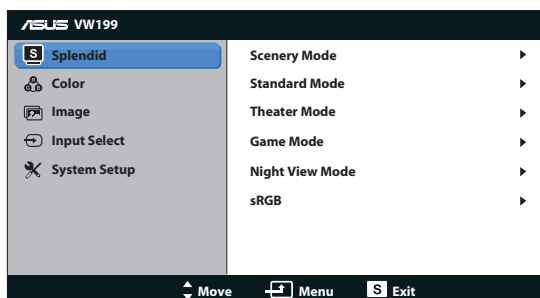 ASUS VW199
S Splendid
Color
Image
Input Select
System Setup
Scenery Mode
Standard Mode
Theater Mode
Game Mode
Night View Mode
sRGB
Move Menu S Exit